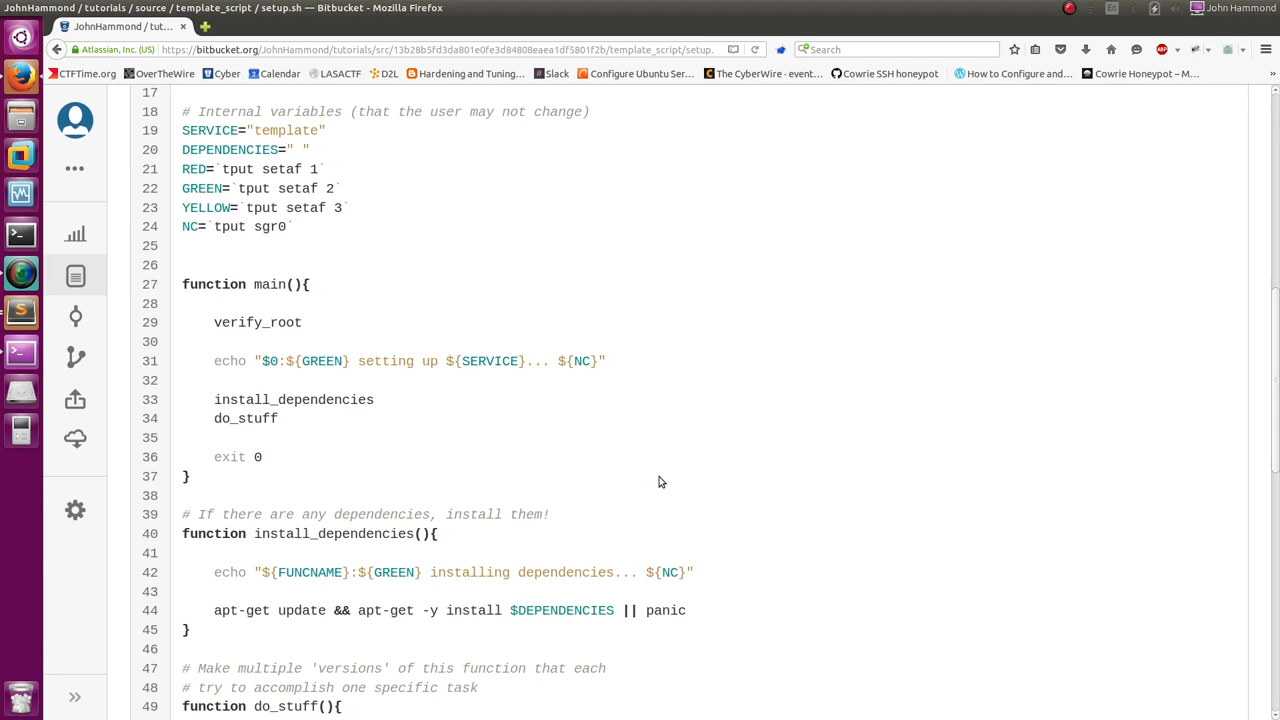 JohnHammond / tutorials / source / template_script / setup.sh — Bitbucket - Mozilla Firefox
En
John Hammond
JohnHammond / tut...
Atlassian, Inc. (US)
https://bitbucket.org/JohnHammond/tutorials/src/13b28b5fd3da801e0fe3d84808eaea1df5801f2b/template_script/setup.
Search
ABP
CTFTime.org
OverTheWire
Cyber
Calendar
LASACTF
D2L
Hardening and Tuning...
Slack
Configure Ubuntu Ser...
The CyberWire - event...
Cowrie SSH honeypot
How to Configure and...
Cowrie Honeypot – M...
17
18 # Internal variables (that the user may not change)
19 SERVICE="template"
20 DEPENDENCIES=" "
21 RED=`tput setaf 1`
22 GREEN=`tput setaf 2`
23 YELLOW=`tput setaf 3`
24 NC=`tput sgr0`
25
26
27 function main(){
28
29 verify_root
30
31 echo "$0:${GREEN} setting up ${SERVICE}... ${NC}"
32
33 install_dependencies
34 do_stuff
35
36 exit 0
37 }
38
39 # If there are any dependencies, install them!
40 function install_dependencies(){
41
42 echo "${FUNCNAME}:${GREEN} installing dependencies... ${NC}"
43
44 apt-get update && apt-get -y install $DEPENDENCIES || panic
45 }
46
47 # Make multiple 'versions' of this function that each
48 # try to accomplish one specific task
49 function do_stuff(){